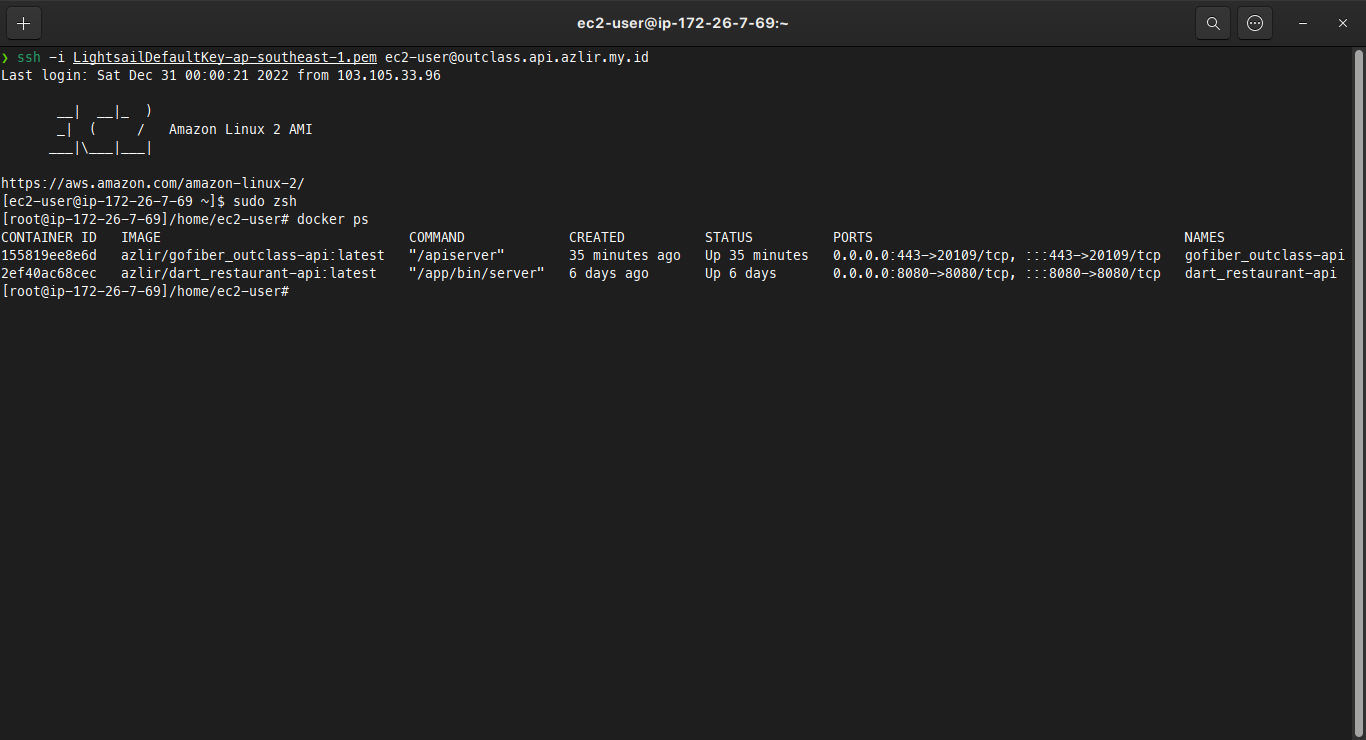 ec2-user@ip-172-26-7-69:~
❯ ssh -i LightsailDefaultKey-ap-southeast-1.pem ec2-user@outclass.api.azlir.my.id
Last login: Sat Dec 31 00:00:21 2022 from 103.105.33.96
       __|  __|_  )
       _|  (     /   Amazon Linux 2 AMI
      ___|\___|___|
https://aws.amazon.com/amazon-linux-2/
[ec2-user@ip-172-26-7-69 ~]$ sudo zsh
[root@ip-172-26-7-69]/home/ec2-user# docker ps
CONTAINER ID   IMAGE                               COMMAND             CREATED          STATUS          PORTS                                       NAMES
155819ee8e6d   azlir/gofiber_outclass-api:latest   "/apiserver"        35 minutes ago   Up 35 minutes   0.0.0.0:443->20109/tcp, :::443->20109/tcp   gofiber_outclass-api
2ef40ac68cec   azlir/dart_restaurant-api:latest    "/app/bin/server"   6 days ago       Up 6 days       0.0.0.0:8080->8080/tcp, :::8080->8080/tcp   dart_restaurant-api
[root@ip-172-26-7-69]/home/ec2-user#